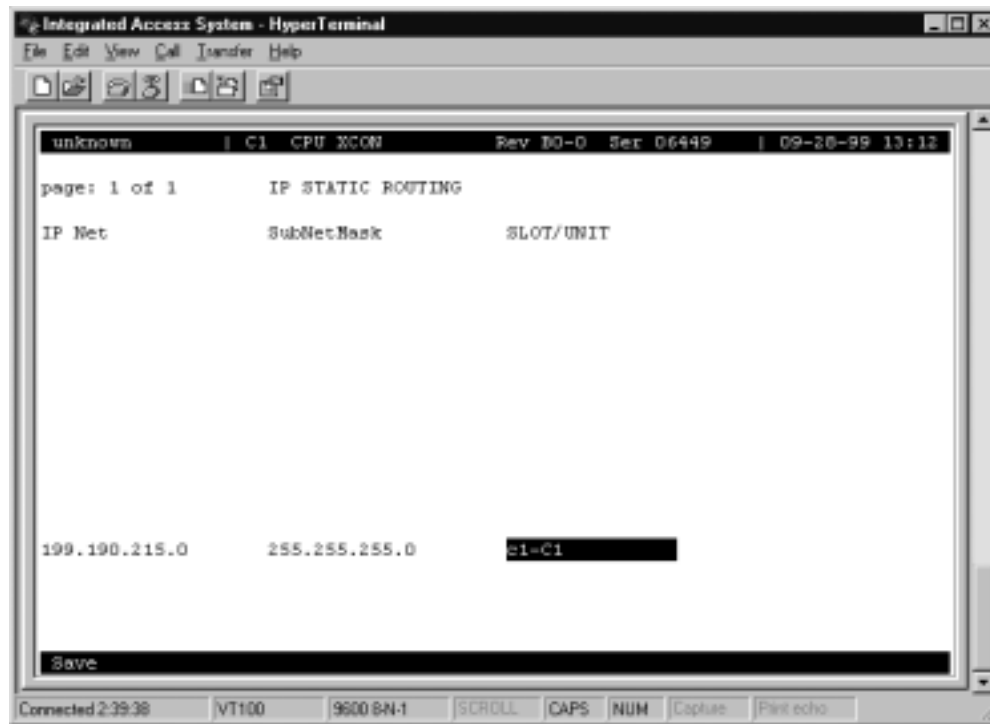 Integrated Access System - HyperTerminal
File Edit View Call Transfer Help
unknown | C1 CPU XCON Rev B0-0 Ser 06449 | 09-28-99 13:12
page: 1 of 1 IP STATIC ROUTING
IP Net SubNetMask SLOT/UNIT
199.190.215.0 255.255.255.0 e1-C1
Save
Connected 2:39:38 VT100 9600 8-N-1 SCROLL CAPS NUM Capture Print echo